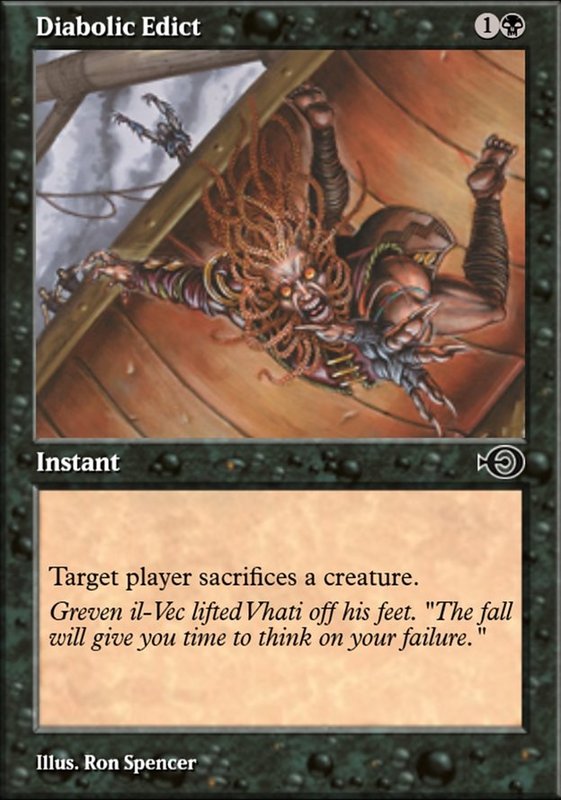 Diabolic Edict
1
Instant
Target player sacrifices a creature.
Greven il-Vec lifted Vhati off his feet. "The fall
will give you time to think on your failure."
Illus. Ron Spencer